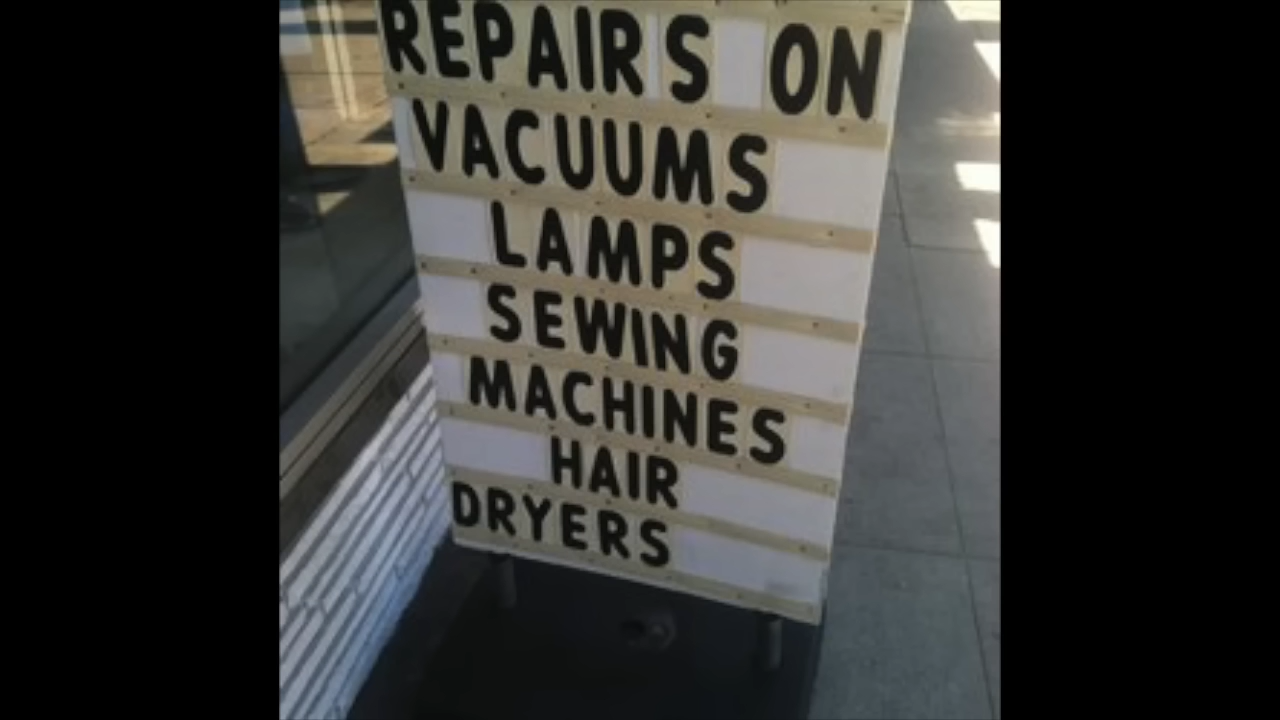 REPAIRS ON
VACUUMS
LAMPS
SEWING
MACHINES
HAIR
DRYERS